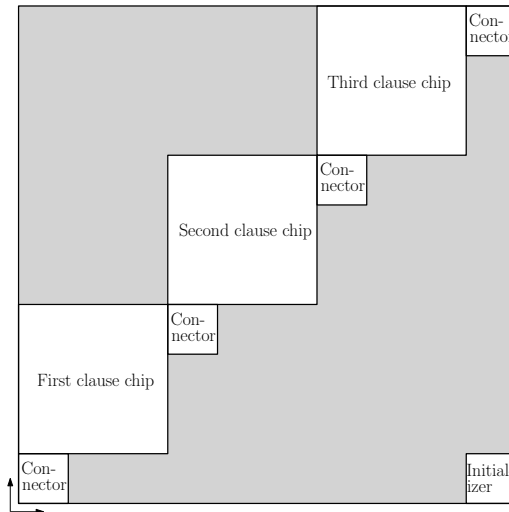 Con-
nector
Third clause chip
Con-
nector
Second clause chip
Con-
nector
First clause chip
Con-
nector
Initial
izer